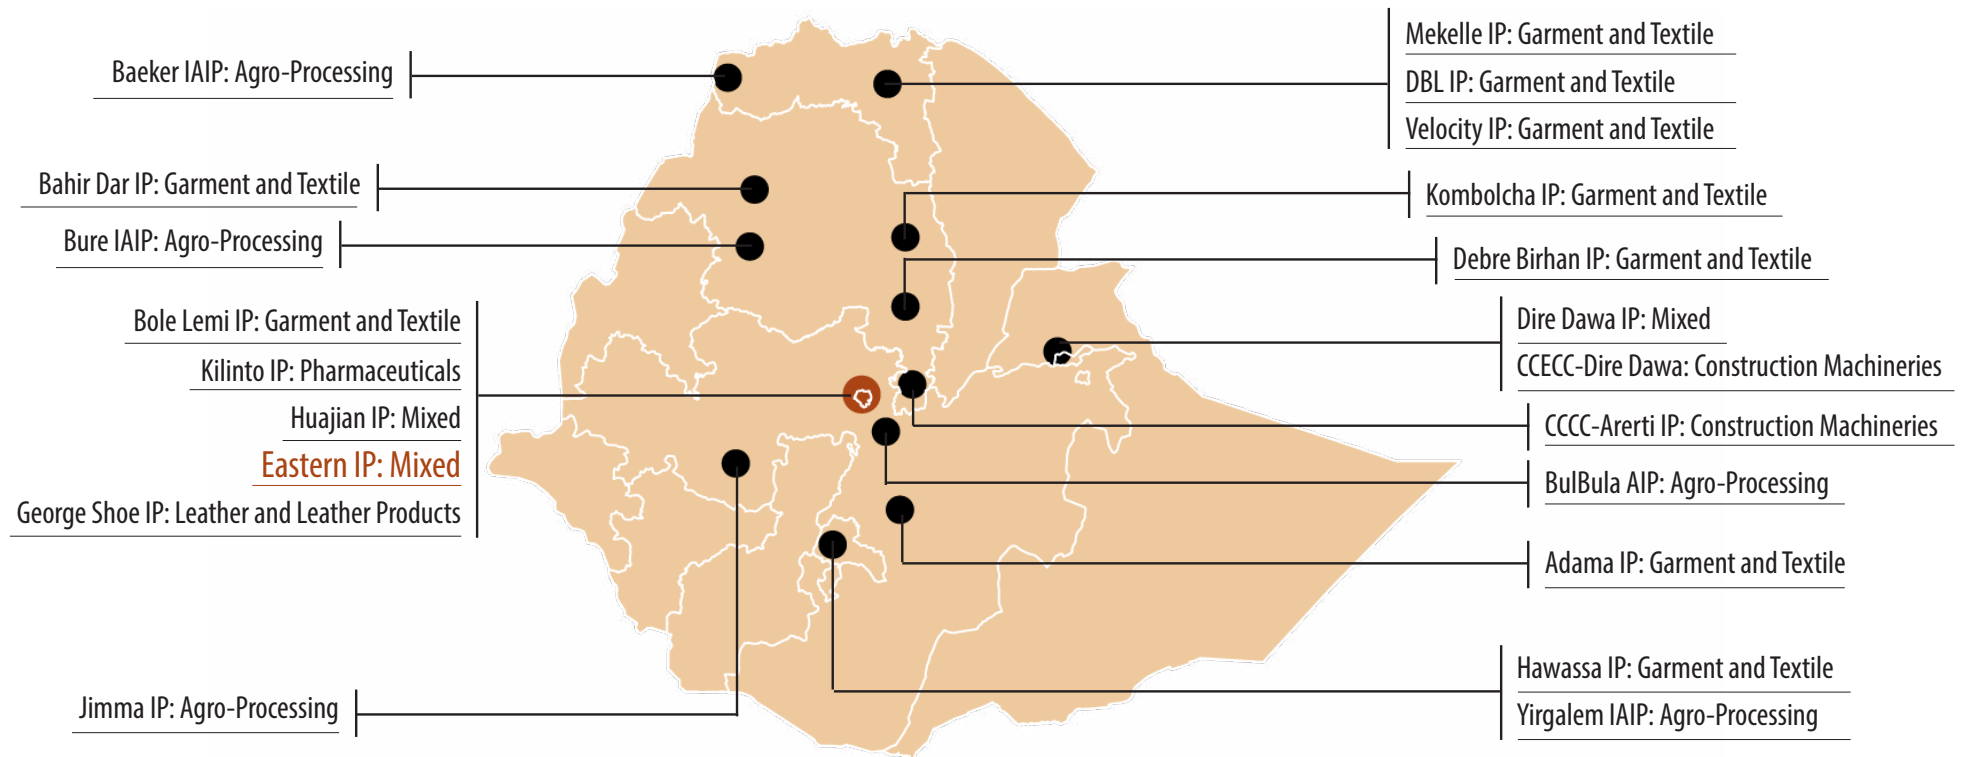 Baeker IAIP: Agro-Processing
Bahir Dar IP: Garment and Textile
Bure IAIP: Agro-Processing
Bole Lemi IP: Garment and Textile
Kilinto IP: Pharmaceuticals
Huajian IP: Mixed
Eastern IP: Mixed
George Shoe IP: Leather and Leather Products
Jimma IP: Agro-Processing
Mekelle IP: Garment and Textile
DBL IP: Garment and Textile
Velocity IP: Garment and Textile
Kombolcha IP: Garment and Textile
Debre Birhan IP: Garment and Textile
Dire Dawa IP: Mixed
CCECC-Dire Dawa: Construction Machineries
CCCC-Arerti IP: Construction Machineries
BulBula AIP: Agro-Processing
Adama IP: Garment and Textile
Hawassa IP: Garment and Textile
Yirgalem IAIP: Agro-Processing